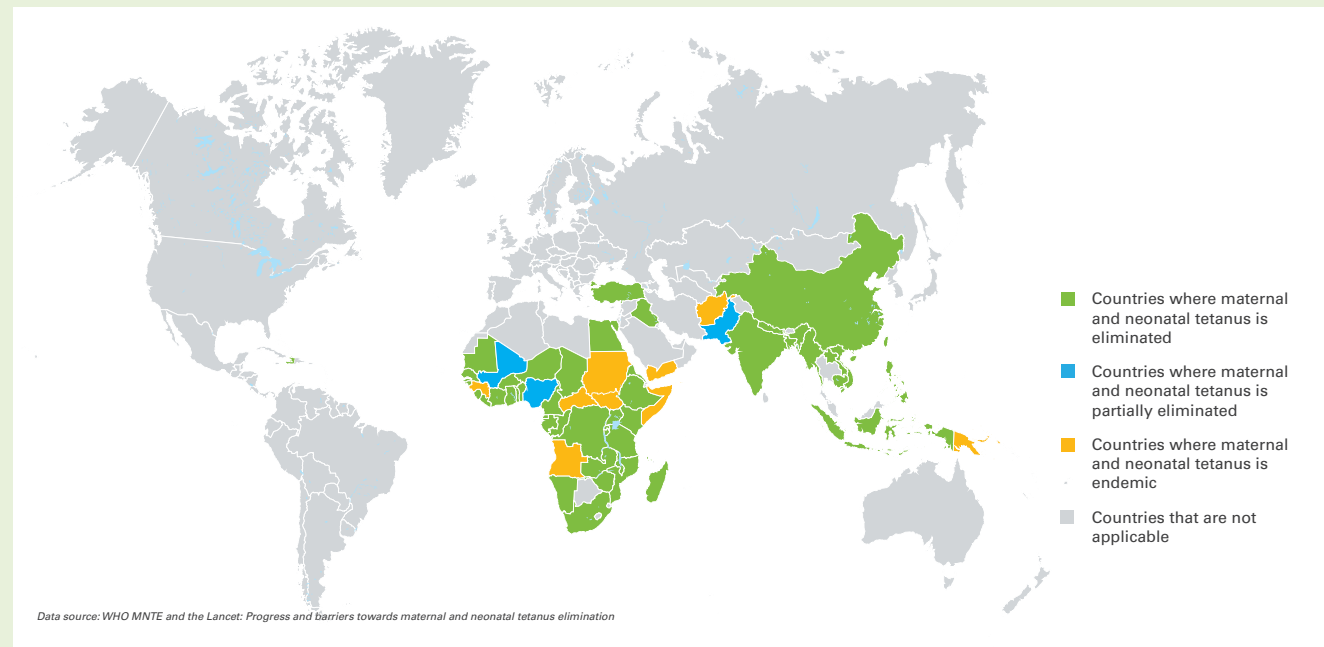 Countries where maternal
and neonatal tetanus is
eliminated
Countries where maternal
and neonatal tetanus is
partially eliminated
Countries where maternal
and neonatal tetanus is
endemic
Countries that are not
applicable
Data source: WHO MNTE and the Lancet: Progress and barriers towards maternal and neonatal tetanus elimination